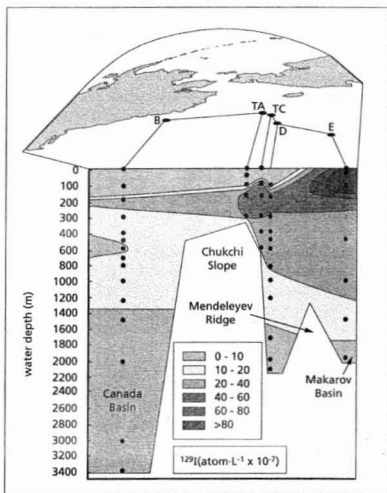 B
TA
TC
D
E
0
100
200
300
400
600
800
1000
1200
1400
1600
1800
2000
2200
2400
2600
2800
3000
3200
3400
water depth (m)
Chukchi
Slope
Mendeleyev
Ridge
Makarov
Basin
Canada
Basin
0 - 10
10 - 20
20 - 40
40 - 60
60 - 80
>80
¹²⁹I(atom·L⁻¹ x 10⁻⁷)